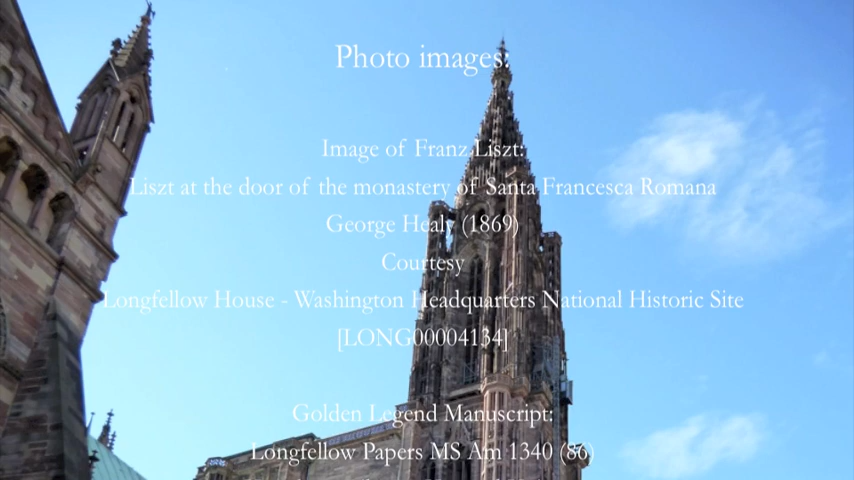 Photo images:
Image of Franz Liszt:
Liszt at the door of the monastery of Santa Francesca Romana
George Healy (1869)
Courtesy
Longfellow House - Washington Headquarters National Historic Site
[LONG00004134]
Golden Legend Manuscript:
Longfellow Papers MS Am 1340 (86)